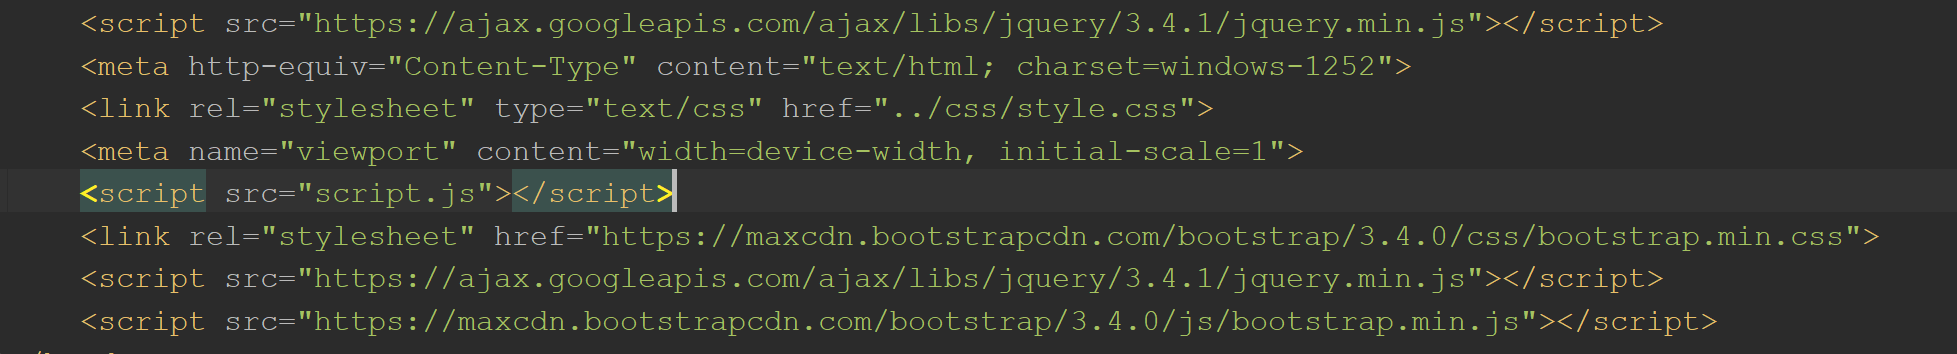 <script src="https://ajax.googleapis.com/ajax/libs/jquery/3.4.1/jquery.min.js"></script>
<meta http-equiv="Content-Type" content="text/html; charset=windows-1252">
<link rel="stylesheet" type="text/css" href="../css/style.css">
<meta name="viewport" content="width=device-width, initial-scale=1">
<script src="script.js"></script>
<link rel="stylesheet" href="https://maxcdn.bootstrapcdn.com/bootstrap/3.4.0/css/bootstrap.min.css">
<script src="https://ajax.googleapis.com/ajax/libs/jquery/3.4.1/jquery.min.js"></script>
<script src="https://maxcdn.bootstrapcdn.com/bootstrap/3.4.0/js/bootstrap.min.js"></script>